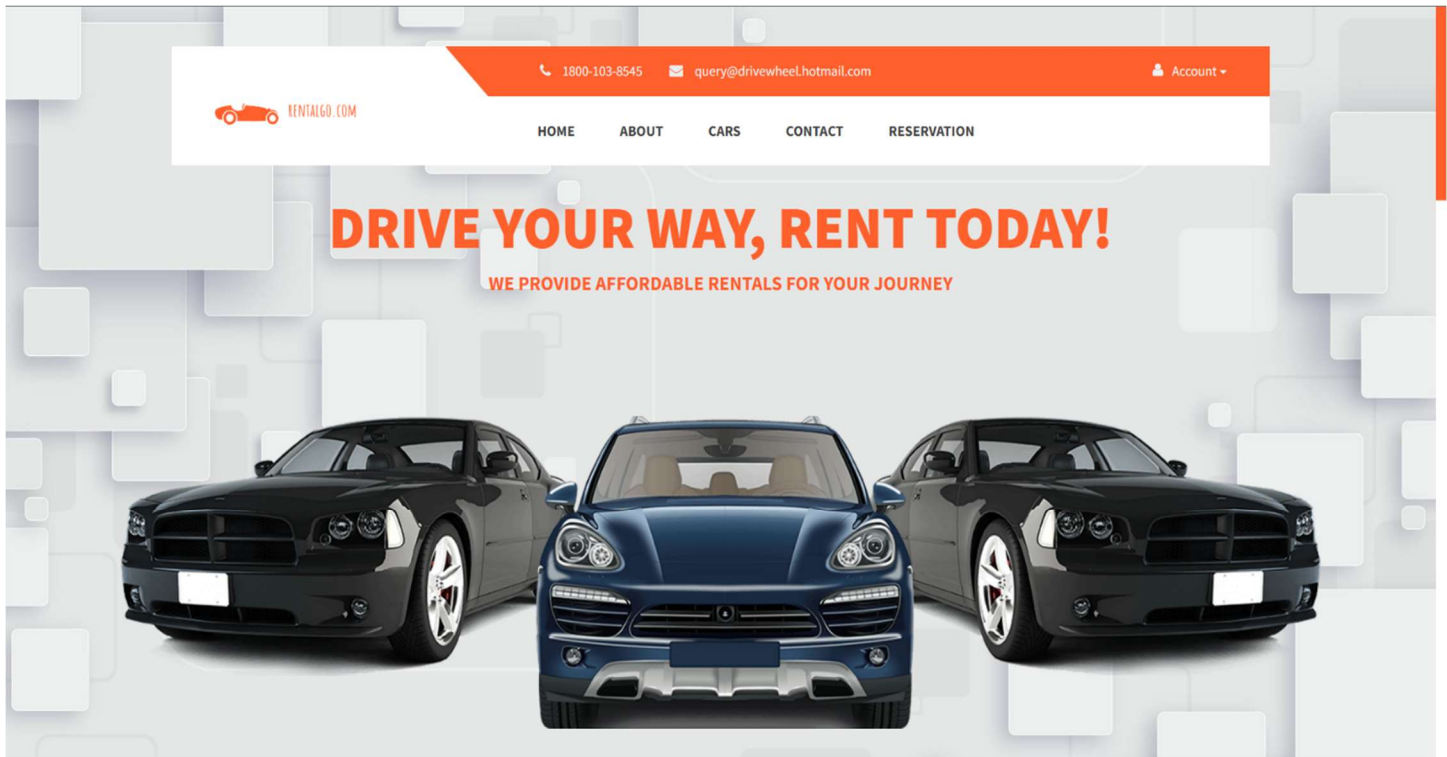 1800-103-8545 query@drivewheel.hotmail.com Account
RENTALGO.COM
HOME ABOUT CARS CONTACT RESERVATION
DRIVE YOUR WAY, RENT TODAY!
WE PROVIDE AFFORDABLE RENTALS FOR YOUR JOURNEY